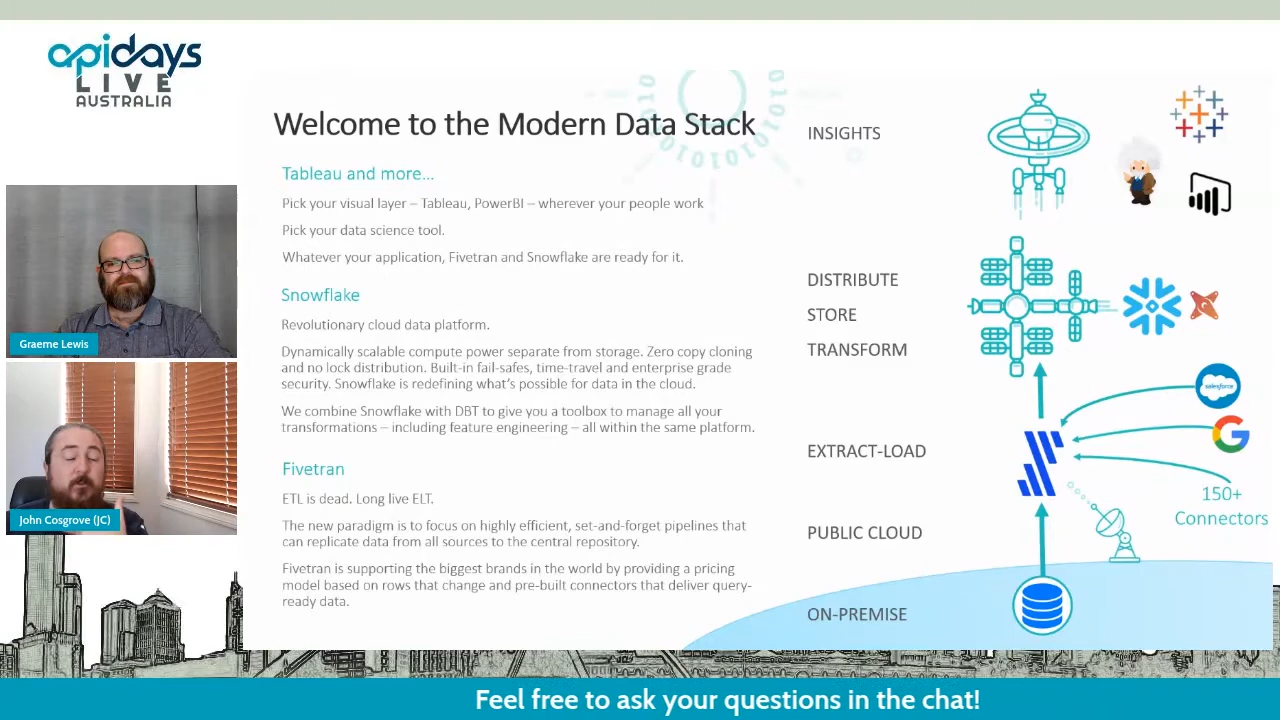 apidays
LIVE
AUSTRALIA
Graeme Lewis
John Cosgrove (JC)
Welcome to the Modern Data Stack
Tableau and more...
Pick your visual layer – Tableau, PowerBI – wherever your people work
Pick your data science tool.
Whatever your application, Fivetran and Snowflake are ready for it.
Snowflake
Revolutionary cloud data platform.
Dynamically scalable compute power separate from storage. Zero copy cloning
and no lock distribution. Built-in fail-safes, time-travel and enterprise grade
security. Snowflake is redefining what's possible for data in the cloud.
We combine Snowflake with DBT to give you a toolbox to manage all your
transformations – including feature engineering – all within the same platform.
Fivetran
ETL is dead. Long live ELT.
The new paradigm is to focus on highly efficient, set-and-forget pipelines that
can replicate data from all sources to the central repository.
Fivetran is supporting the biggest brands in the world by providing a pricing
model based on rows that change and pre-built connectors that deliver query-
ready data.
INSIGHTS
DISTRIBUTE
STORE
TRANSFORM
salesforce
EXTRACT-LOAD
150+
Connectors
PUBLIC CLOUD
ON-PREMISE
Feel free to ask your questions in the chat!